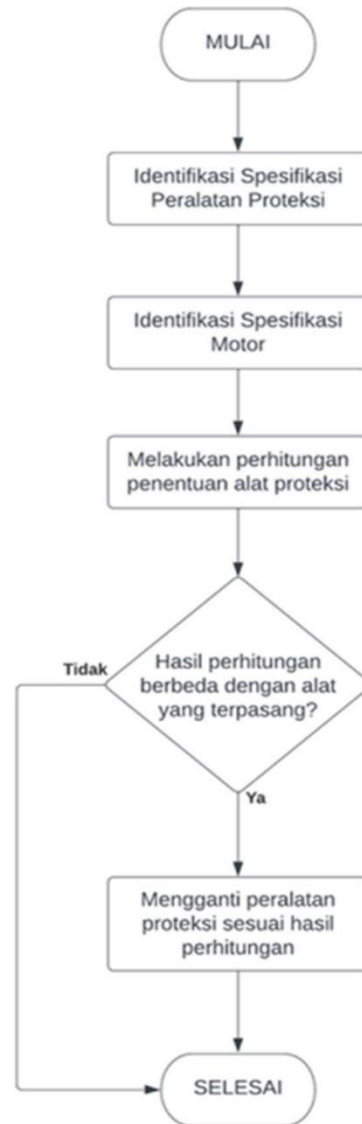 MULAI
Identifikasi Spesifikasi
Peralatan Proteksi
Identifikasi Spesifikasi
Motor
Melakukan perhitungan
penentuan alat proteksi
Tidak
Hasil perhitungan
berbeda dengan alat
yang terpasang?
Ya
Mengganti peralatan
proteksi sesuai hasil
perhitungan
SELESAI